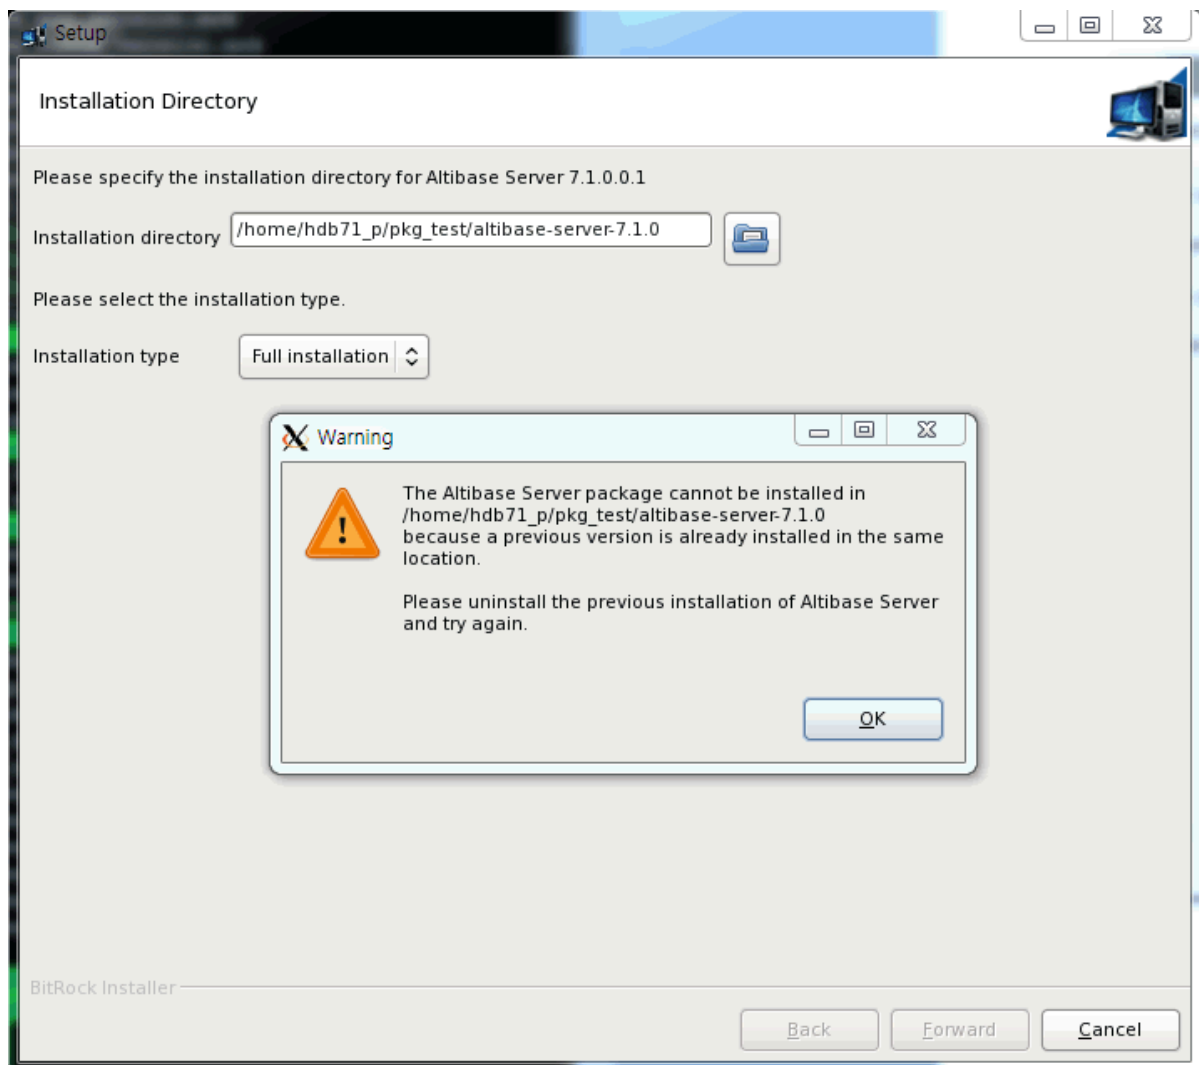 Setup
Installation Directory
Please specify the installation directory for Altibase Server 7.1.0.0.1
Installation directory /home/hdb71_p/pkg_test/altibase-server-7.1.0
Please select the installation type.
Installation type Full installation
Warning
The Altibase Server package cannot be installed in
/home/hdb71_p/pkg_test/altibase-server-7.1.0
because a previous version is already installed in the same
location.
Please uninstall the previous installation of Altibase Server
and try again.
OK
BitRock Installer
Back Forward Cancel